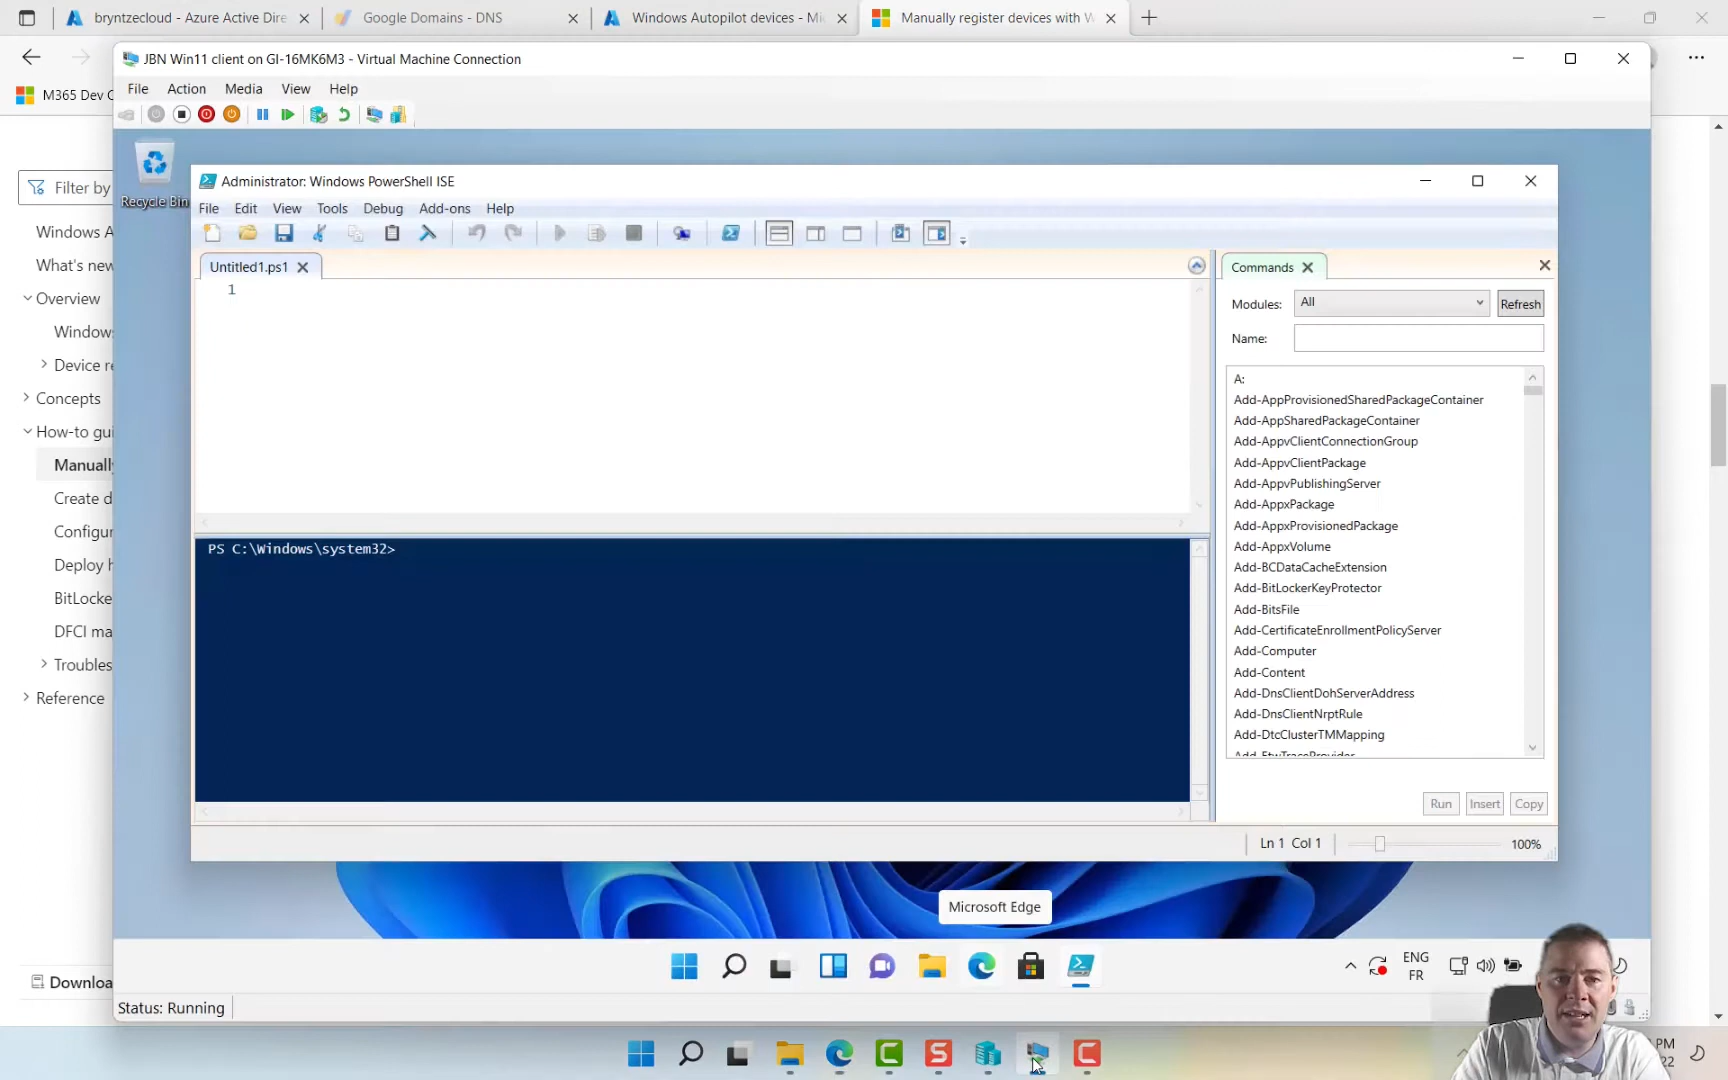 bryntzecloud - Azure Active Dire
Google Domains - DNS
Windows Autopilot devices - Mi
Manually register devices with W
JBN Win11 client on GI-16MK6M3 - Virtual Machine Connection
M365 Dev
File Action Media View Help
Filter by
Recycle Bin
Administrator: Windows PowerShell ISE
File Edit View Tools Debug Add-ons Help
Windows A
What's new
Overview
Windows
Device re
Concepts
How-to gui
Manually
Create d
Configur
Deploy h
BitLocke
DFCI ma
Troubles
Reference
Downloa
Untitled1.ps1
1
Commands
Modules: All Refresh
Name:
A:
Add-AppProvisionedSharedPackageContainer
Add-AppSharedPackageContainer
Add-AppvClientConnectionGroup
Add-AppvClientPackage
Add-AppvPublishingServer
Add-AppxPackage
Add-AppxProvisionedPackage
Add-AppxVolume
Add-BCDataCacheExtension
Add-BitLockerKeyProtector
Add-BitsFile
Add-CertificateEnrollmentPolicyServer
Add-Computer
Add-Content
Add-DnsClientDohServerAddress
Add-DnsClientNrptRule
Add-DtcClusterTMMapping
Add-EtwTraceProvider
Run Insert Copy
PS C:\Windows\system32>
Ln 1 Col 1 100%
Microsoft Edge
ENG
FR
Status: Running
PM
22